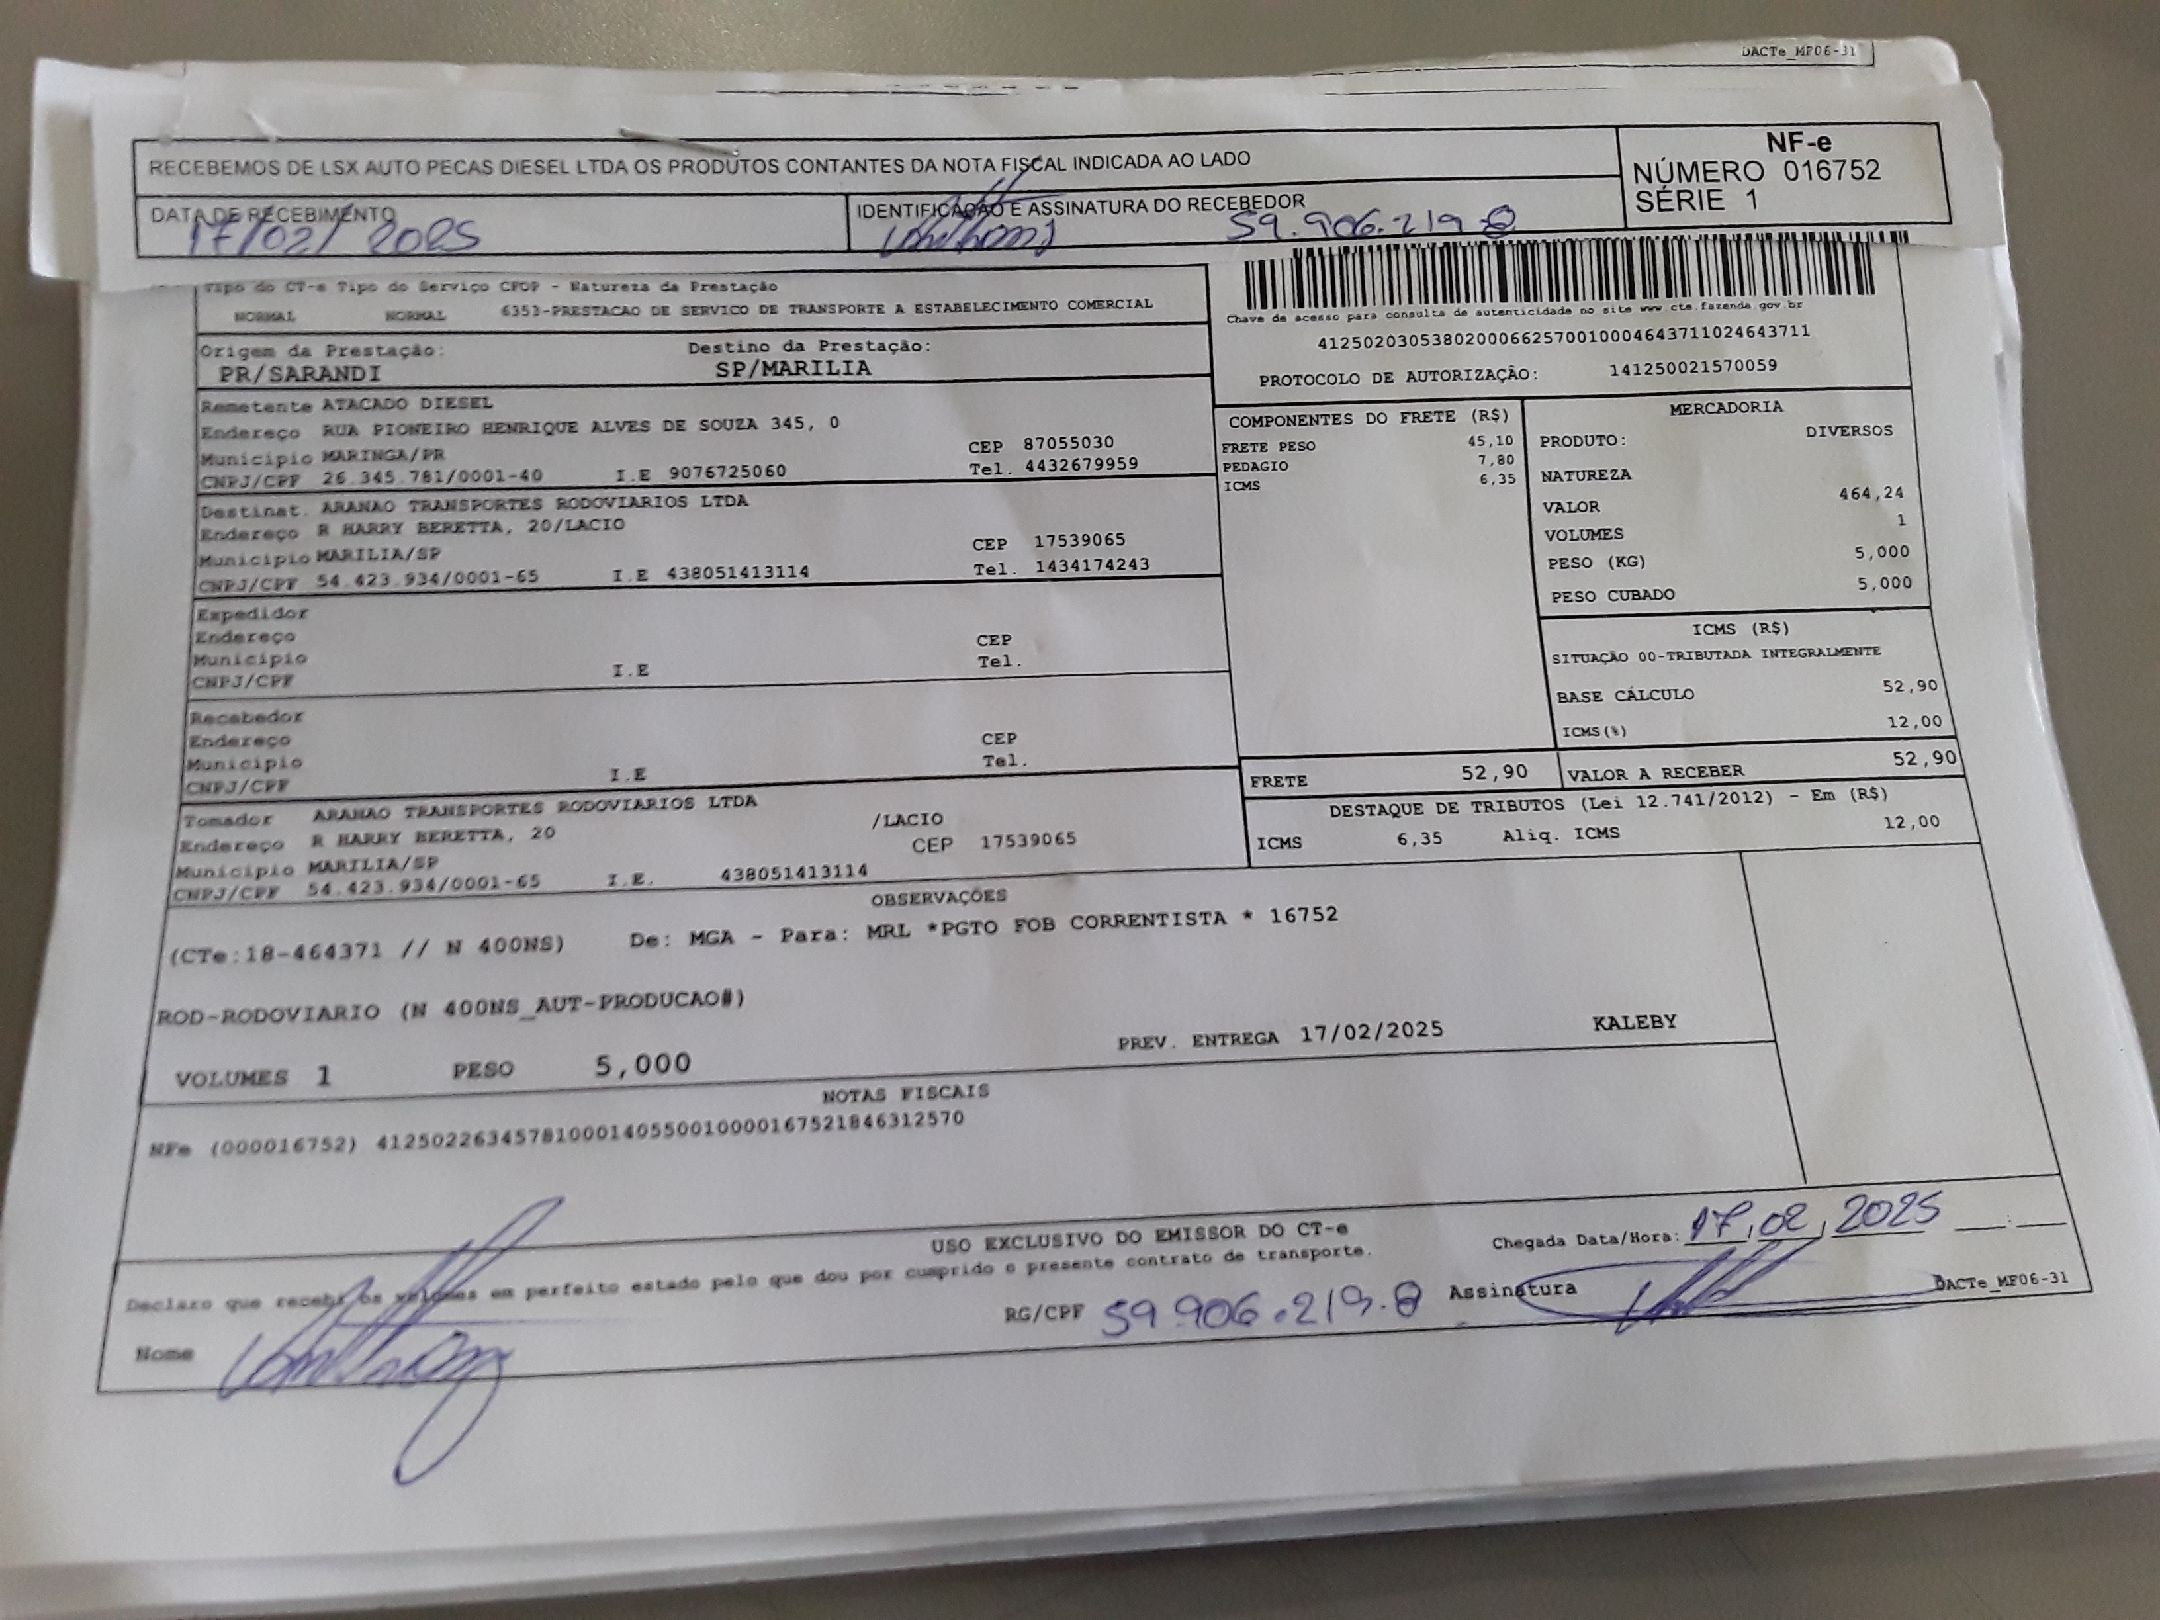 DACTe_MF06-31
RECEBEMOS DE LSX AUTO PECAS DIESEL LTDA OS PRODUTOS CONTANTES DA NOTA FISCAL INDICADA AO LADO
NF-e
NÚMERO 016752
SÉRIE 1
DATA DE RECEBIMENTO
17/02/2025
IDENTIFICAÇÃO E ASSINATURA DO RECEBEDOR
59.906.219-8
Tipo do CT-e Tipo do Serviço CFOP - Natureza da Prestação
NORMAL NORMAL 6353-PRESTACAO DE SERVICO DE TRANSPORTE A ESTABELECIMENTO COMERCIAL
Chave de acesso para consulta de autenticidade no site www.cte.fazenda.gov.br
41250203053802000662570010004643711024643711
PROTOCOLO DE AUTORIZAÇÃO: 141250021570059
Origem da Prestação: Destino da Prestação:
PR/SARANDI SP/MARILIA
Remetente ATACADO DIESEL
Endereço RUA PIONEIRO HENRIQUE ALVES DE SOUZA 345, 0
Município MARINGA/PR CEP 87055030
CNPJ/CPF 26.345.781/0001-40 I.E 9076725060 Tel. 4432679959
Destinat. ARANAO TRANSPORTES RODOVIARIOS LTDA
Endereço R HARRY BERETTA, 20/LACIO
Município MARILIA/SP CEP 17539065
CNPJ/CPF 54.423.934/0001-65 I.E 438051413114 Tel. 1434174243
Expedidor
Endereço
Município CEP
CNPJ/CPF I.E Tel.
Recebedor
Endereço
Município CEP
CNPJ/CPF I.E Tel.
Tomador ARANAO TRANSPORTES RODOVIARIOS LTDA
Endereço R HARRY BERETTA, 20 /LACIO
Município MARILIA/SP CEP 17539065
CNPJ/CPF 54.423.934/0001-65 I.E. 438051413114
COMPONENTES DO FRETE (R$)
FRETE PESO 45,10
PEDAGIO 7,80
ICMS 6,35
MERCADORIA
PRODUTO: DIVERSOS
NATUREZA
VALOR 464,24
VOLUMES 1
PESO (KG) 5,000
PESO CUBADO 5,000
ICMS (R$)
SITUAÇÃO 00-TRIBUTADA INTEGRALMENTE
BASE CÁLCULO 52,90
ICMS(%) 12,00
FRETE 52,90 VALOR A RECEBER 52,90
DESTAQUE DE TRIBUTOS (Lei 12.741/2012) - Em (R$)
ICMS 6,35 Aliq. ICMS 12,00
OBSERVAÇÕES
(CTe:18-464371 // N 400NS) De: MGA - Para: MRL *PGTO FOB CORRENTISTA * 16752
ROD-RODOVIARIO (N 400NS_AUT-PRODUCAO#)
VOLUMES 1 PESO 5,000 PREV. ENTREGA 17/02/2025 KALEBY
NOTAS FISCAIS
NFe (000016752) 41250226345781000140550010000167521846312570
USO EXCLUSIVO DO EMISSOR DO CT-e
Declaro que recebi os volumes em perfeito estado pelo que dou por cumprido o presente contrato de transporte.
Chegada Data/Hora: 17/02/2025 __:__
Nome RG/CPF 59.906.219-8 Assinatura
DACTe_MF06-31